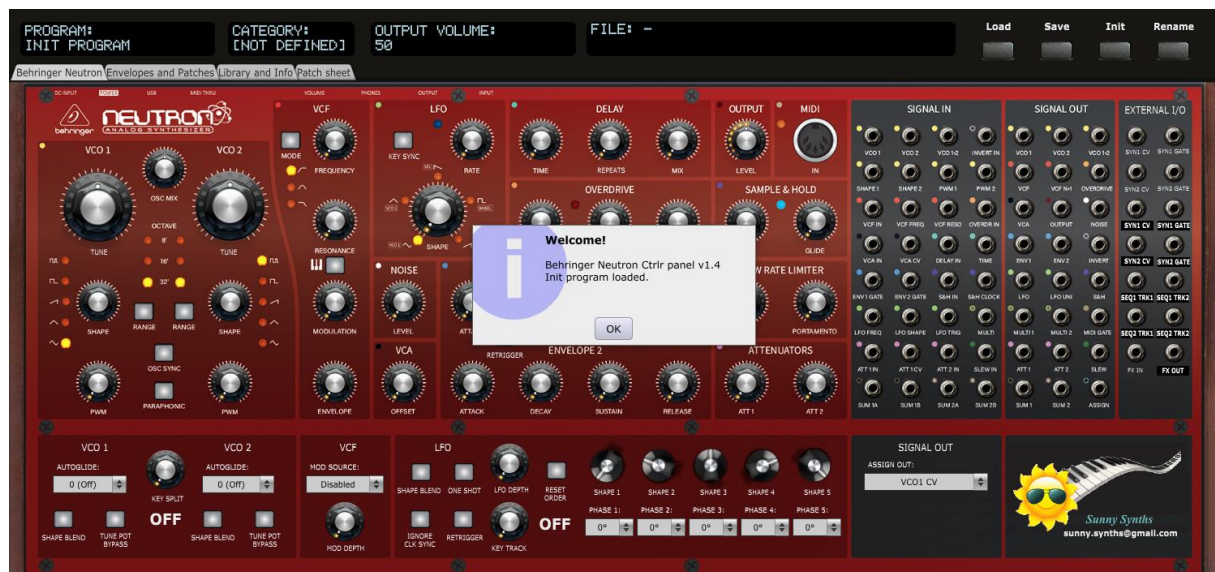 PROGRAM:
INIT PROGRAM
CATEGORY:
[NOT DEFINED]
OUTPUT VOLUME:
50
FILE: -
Load Save Init Rename
Behringer Neutron Envelopes and Patches Library and Info Patch sheet
DC INPUT POWER USB MIDI THRU VOLUME PHONES OUTPUT INPUT
behringer
NEUTRON
ANALOG SYNTHESIZER
VCO 1
VCO 2
OSC MIX
TUNE
TUNE
OCTAVE
8'
16'
32'
SHAPE
RANGE RANGE
SHAPE
OSC SYNC
PWM
PARAPHONIC
PWM
VCF
MODE
FREQUENCY
RESONANCE
MODULATION
ENVELOPE
LFO
KEY SYNC
RATE
SHAPE
NOISE
LEVEL
VCA
OFFSET
DELAY
TIME REPEATS MIX
OVERDRIVE
OUTPUT
LEVEL
MIDI
IN
SAMPLE & HOLD
GLIDE
RATE LIMITER
PORTAMENTO
RETRIGGER
ENVELOPE 2
ATTACK DECAY SUSTAIN RELEASE
ATTENUATORS
ATT 1 ATT 2
Welcome!
Behringer Neutron Ctrlr panel v1.4
Init program loaded.
OK
SIGNAL IN
VCO 1 VCO 2 VCO 1+2 INVERT IN
SHAPE 1 SHAPE 2 PWM 1 PWM 2
VCF IN VCF FREQ VCF RESO OVERDR IN
VCA IN VCA CV DELAY IN TIME
ENV1 GATE ENV 2 GATE S&H IN S&H CLOCK
LFO FREQ LFO SHAPE LFO TRIG MULTI
ATT 1 IN ATT 1 CV ATT 2 IN SLEW IN
SUM 1A SUM 1B SUM 2A SUM 2B
SIGNAL OUT
VCO 1 VCO 2 VCO 1+2
VCF VCF N+1 OVERDRIVE
VCA OUTPUT NOISE
ENV 1 ENV 2 INVERT
LFO LFO UNI S&H
MULTI 1 MULTI 2 MIDI GATE
ATT 1 ATT 2 SLEW
SUM 1 SUM 2 ASSIGN
EXTERNAL I/O
SYN1 CV SYN1 GATE
SYN2 CV SYN2 GATE
SYN1 CV SYN1 GATE
SYN2 CV SYN2 GATE
SEQ1 TRK1 SEQ1 TRK2
SEQ2 TRK1 SEQ2 TRK2
FX IN FX OUT
VCO 1
AUTOGLIDE:
0 (Off)
KEY SPLIT
OFF
SHAPE BLEND
TUNE POT
BYPASS
VCO 2
AUTOGLIDE:
0 (Off)
SHAPE BLEND
TUNE POT
BYPASS
VCF
MOD SOURCE:
Disabled
MOD DEPTH
LFO
SHAPE BLEND ONE SHOT LFO DEPTH
RESET
ORDER
IGNORE
CLK SYNC
RETRIGGER
KEY TRACK
OFF
SHAPE 1 SHAPE 2 SHAPE 3 SHAPE 4 SHAPE 5
PHASE 1: PHASE 2: PHASE 3: PHASE 4: PHASE 5:
0° 0° 0° 0° 0°
SIGNAL OUT
ASSIGN OUT:
VCO1 CV
Sunny Synths
sunny.synths@gmail.com